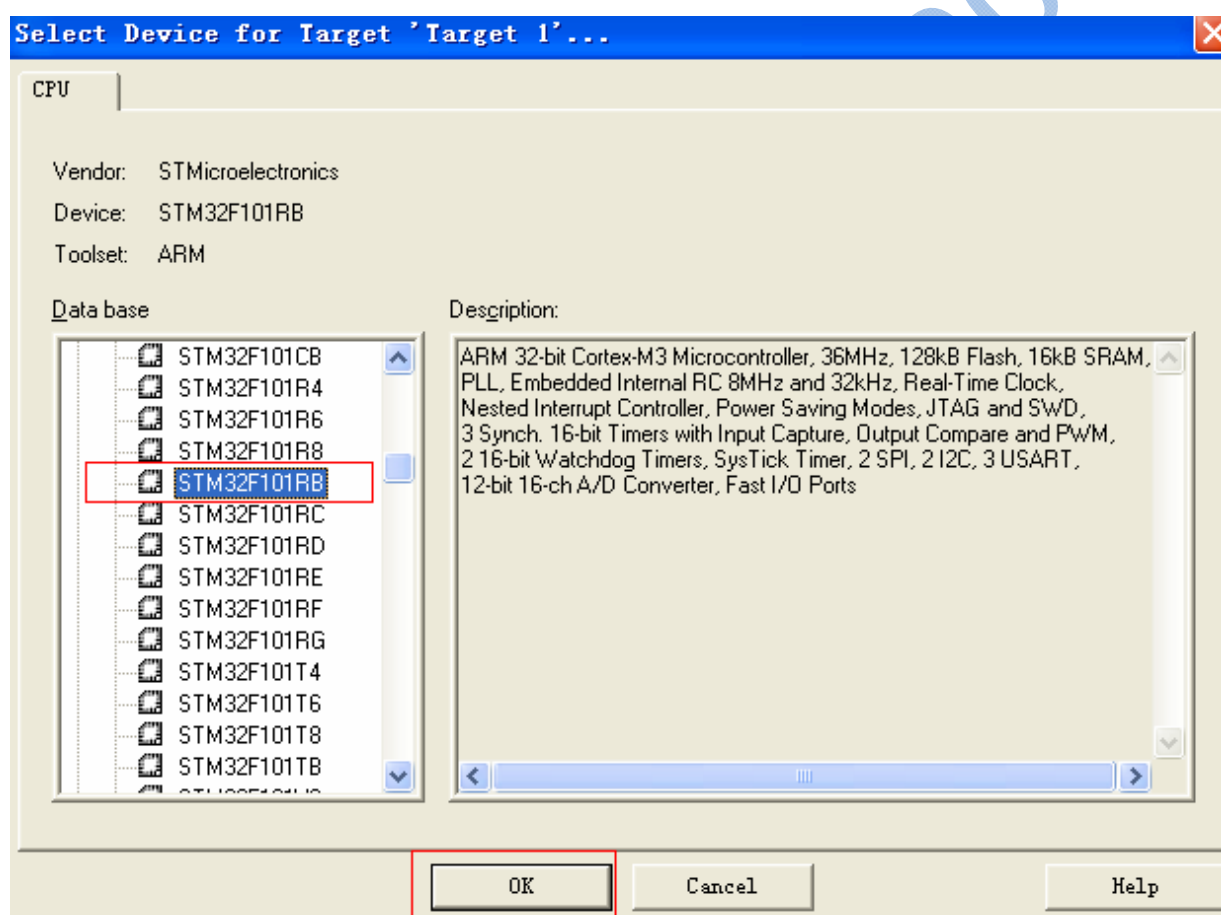 Select Device for Target 'Target 1'...
CPU
Vendor: STMicroelectronics
Device: STM32F101RB
Toolset: ARM
Data base
Description:
STM32F101CB
STM32F101R4
STM32F101R6
STM32F101R8
STM32F101RB
STM32F101RC
STM32F101RD
STM32F101RE
STM32F101RF
STM32F101RG
STM32F101T4
STM32F101T6
STM32F101T8
STM32F101TB
ARM 32-bit Cortex-M3 Microcontroller, 36MHz, 128kB Flash, 16kB SRAM,
PLL, Embedded Internal RC 8MHz and 32kHz, Real-Time Clock,
Nested Interrupt Controller, Power Saving Modes, JTAG and SWD,
3 Synch. 16-bit Timers with Input Capture, Output Compare and PWM,
2 16-bit Watchdog Timers, SysTick Timer, 2 SPI, 2 I2C, 3 USART,
12-bit 16-ch A/D Converter, Fast I/O Ports
OK
Cancel
Help